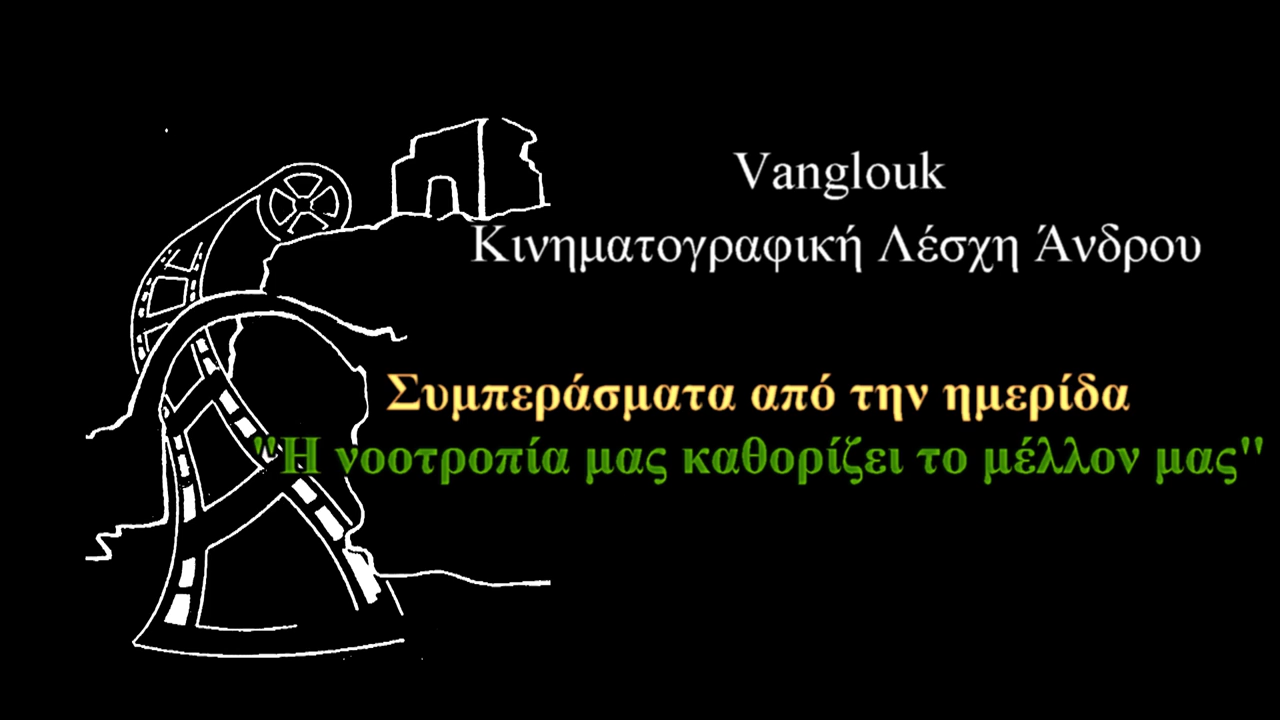 Vanglouk
Κινηματογραφική Λέσχη Άνδρου
Συμπεράσματα από την ημερίδα
"Η νοοτροπία μας καθορίζει το μέλλον μας"